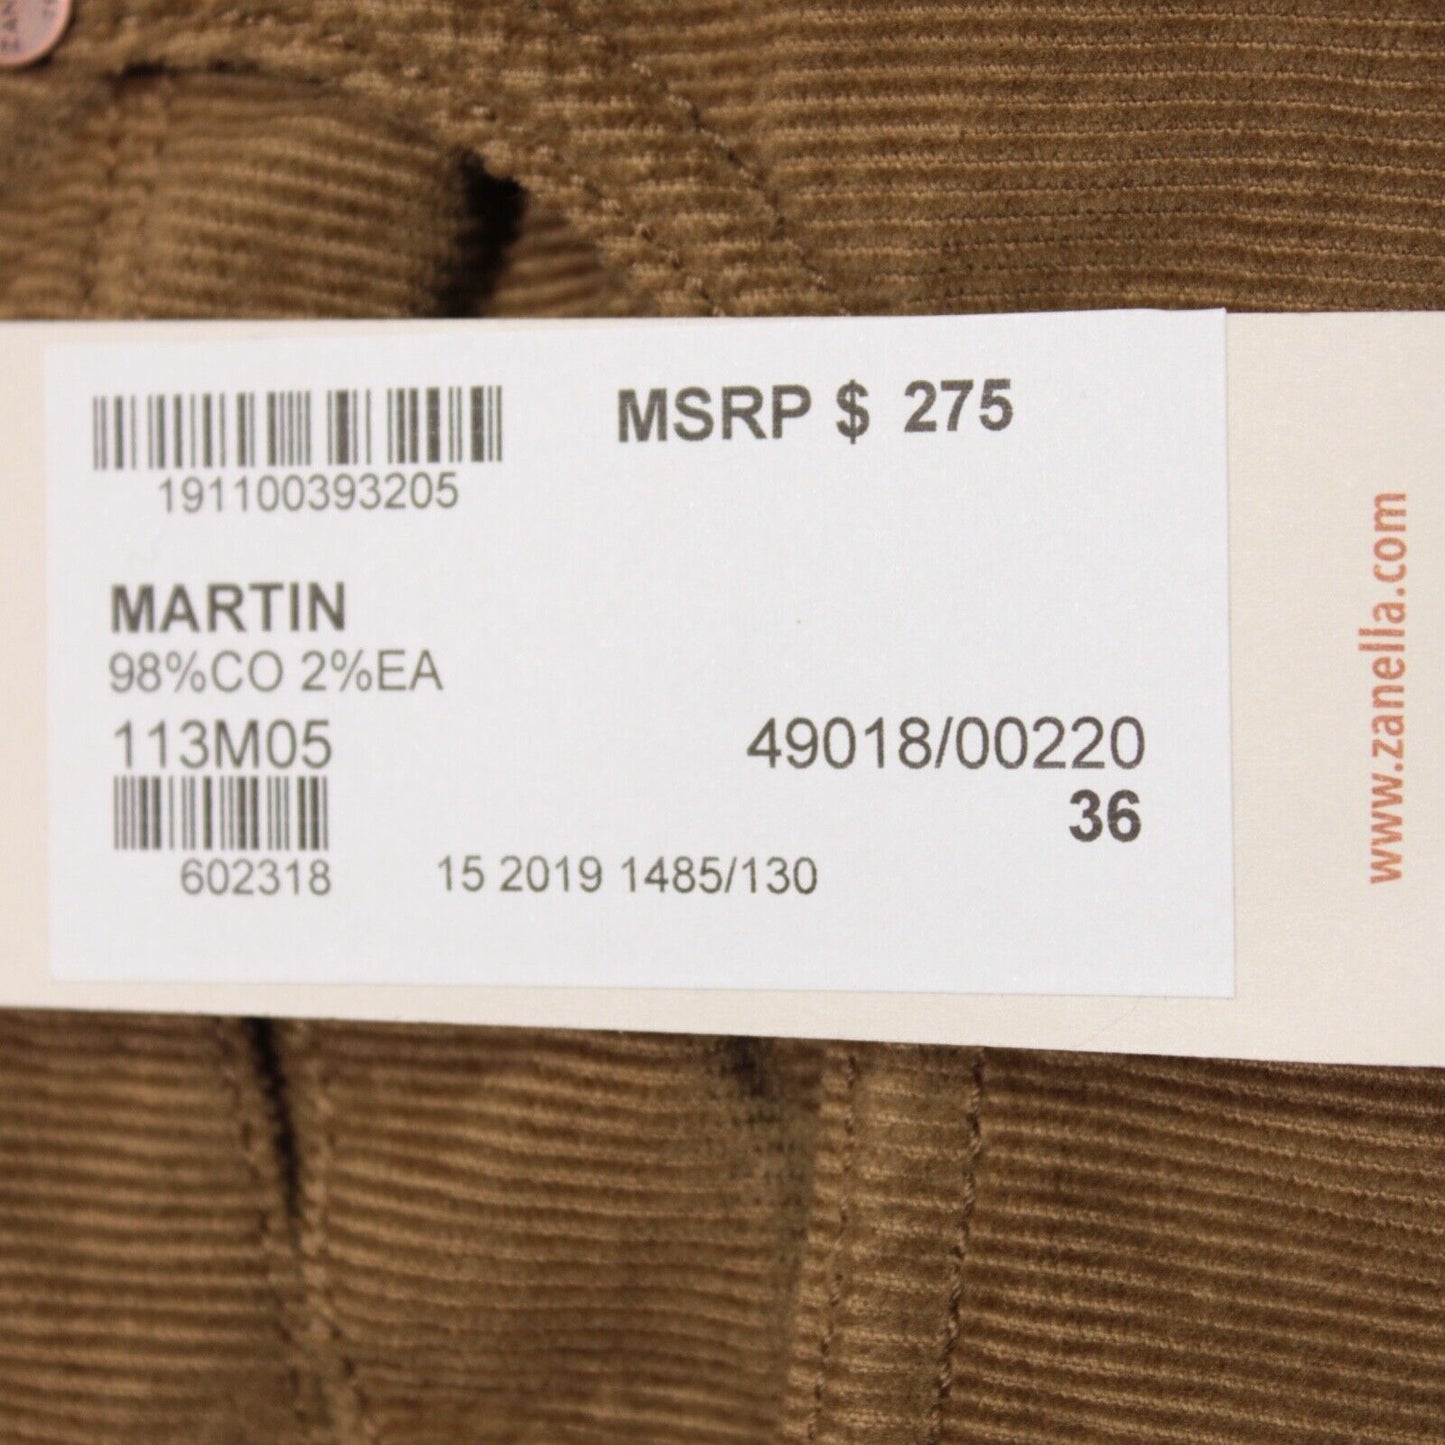 MSRP $ 275
191100393205
MARTIN
98%CO 2%EA
113M05
49018/00220
36
602318
15 2019 1485/130
www.zanella.com
ZAN